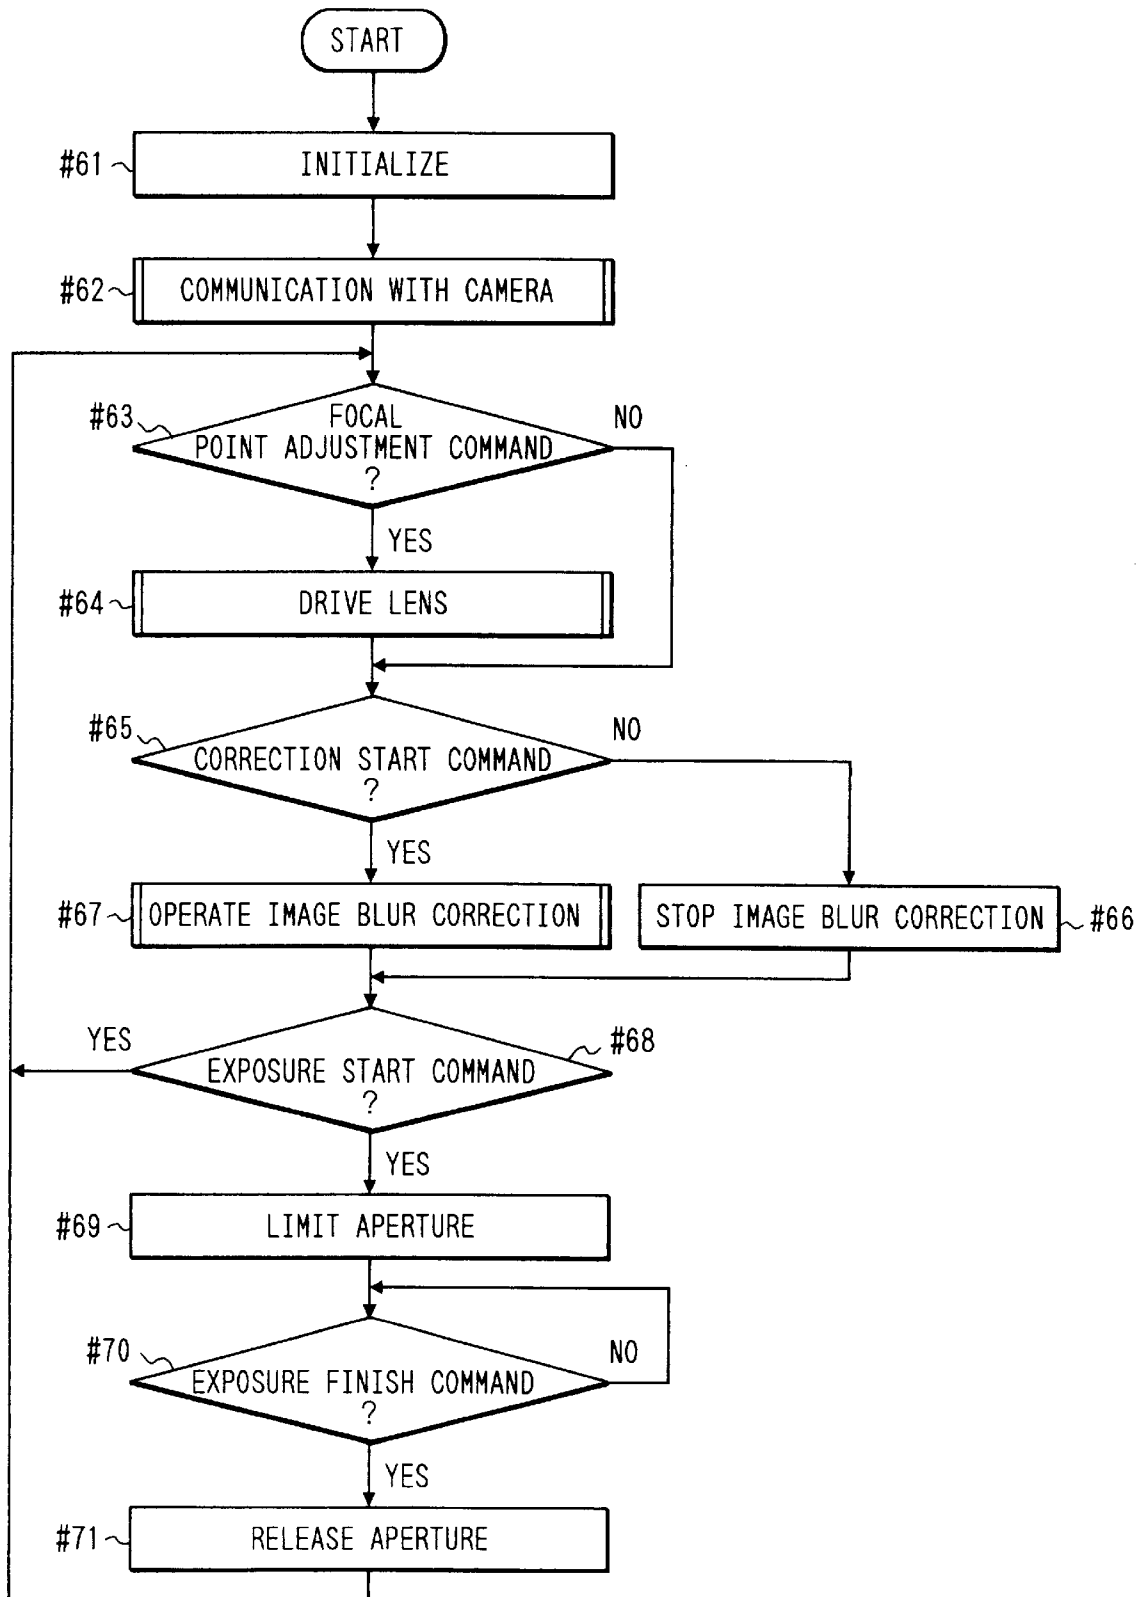 START
#61
INITIALIZE
#62
COMMUNICATION WITH CAMERA
#63
FOCAL
POINT ADJUSTMENT COMMAND
?
NO
YES
#64
DRIVE LENS
#65
CORRECTION START COMMAND
?
NO
YES
#67
OPERATE IMAGE BLUR CORRECTION
STOP IMAGE BLUR CORRECTION
#66
YES
#68
EXPOSURE START COMMAND
?
YES
#69
LIMIT APERTURE
#70
EXPOSURE FINISH COMMAND
?
NO
YES
#71
RELEASE APERTURE